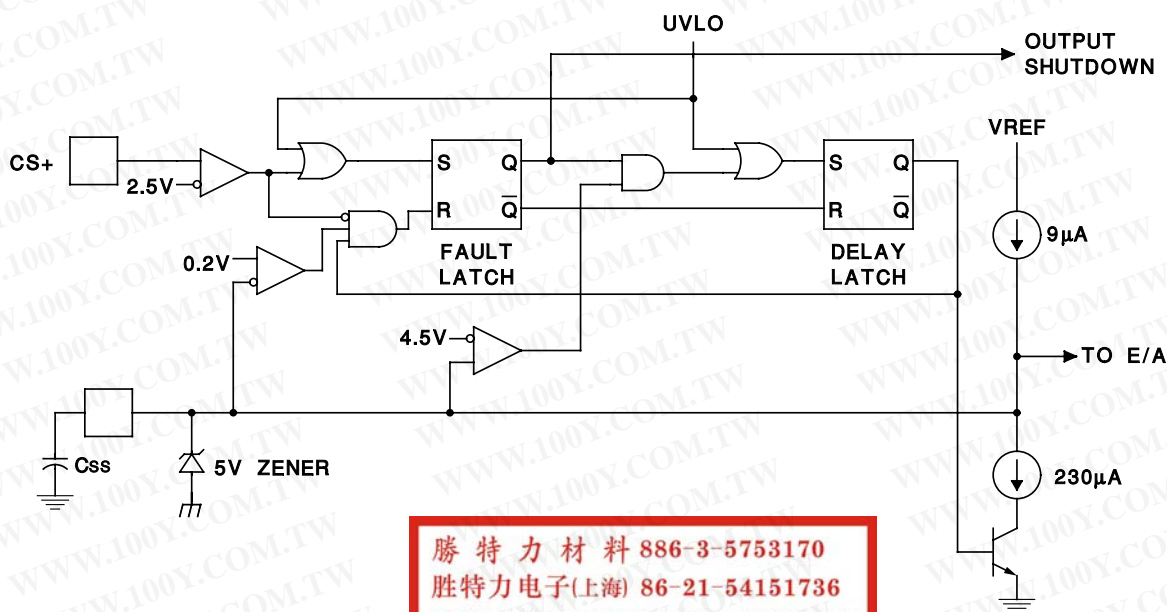 UVLO
OUTPUT
SHUTDOWN
VREF
CS+
2.5V
S Q
R Q̅
FAULT
LATCH
S Q
R Q̅
DELAY
LATCH
9µA
0.2V
4.5V
TO E/A
Css
5V ZENER
230µA
勝 特 力 材 料 886-3-5753170
胜特力电子(上海) 86-21-54151736
WWW.100Y.COM.TW